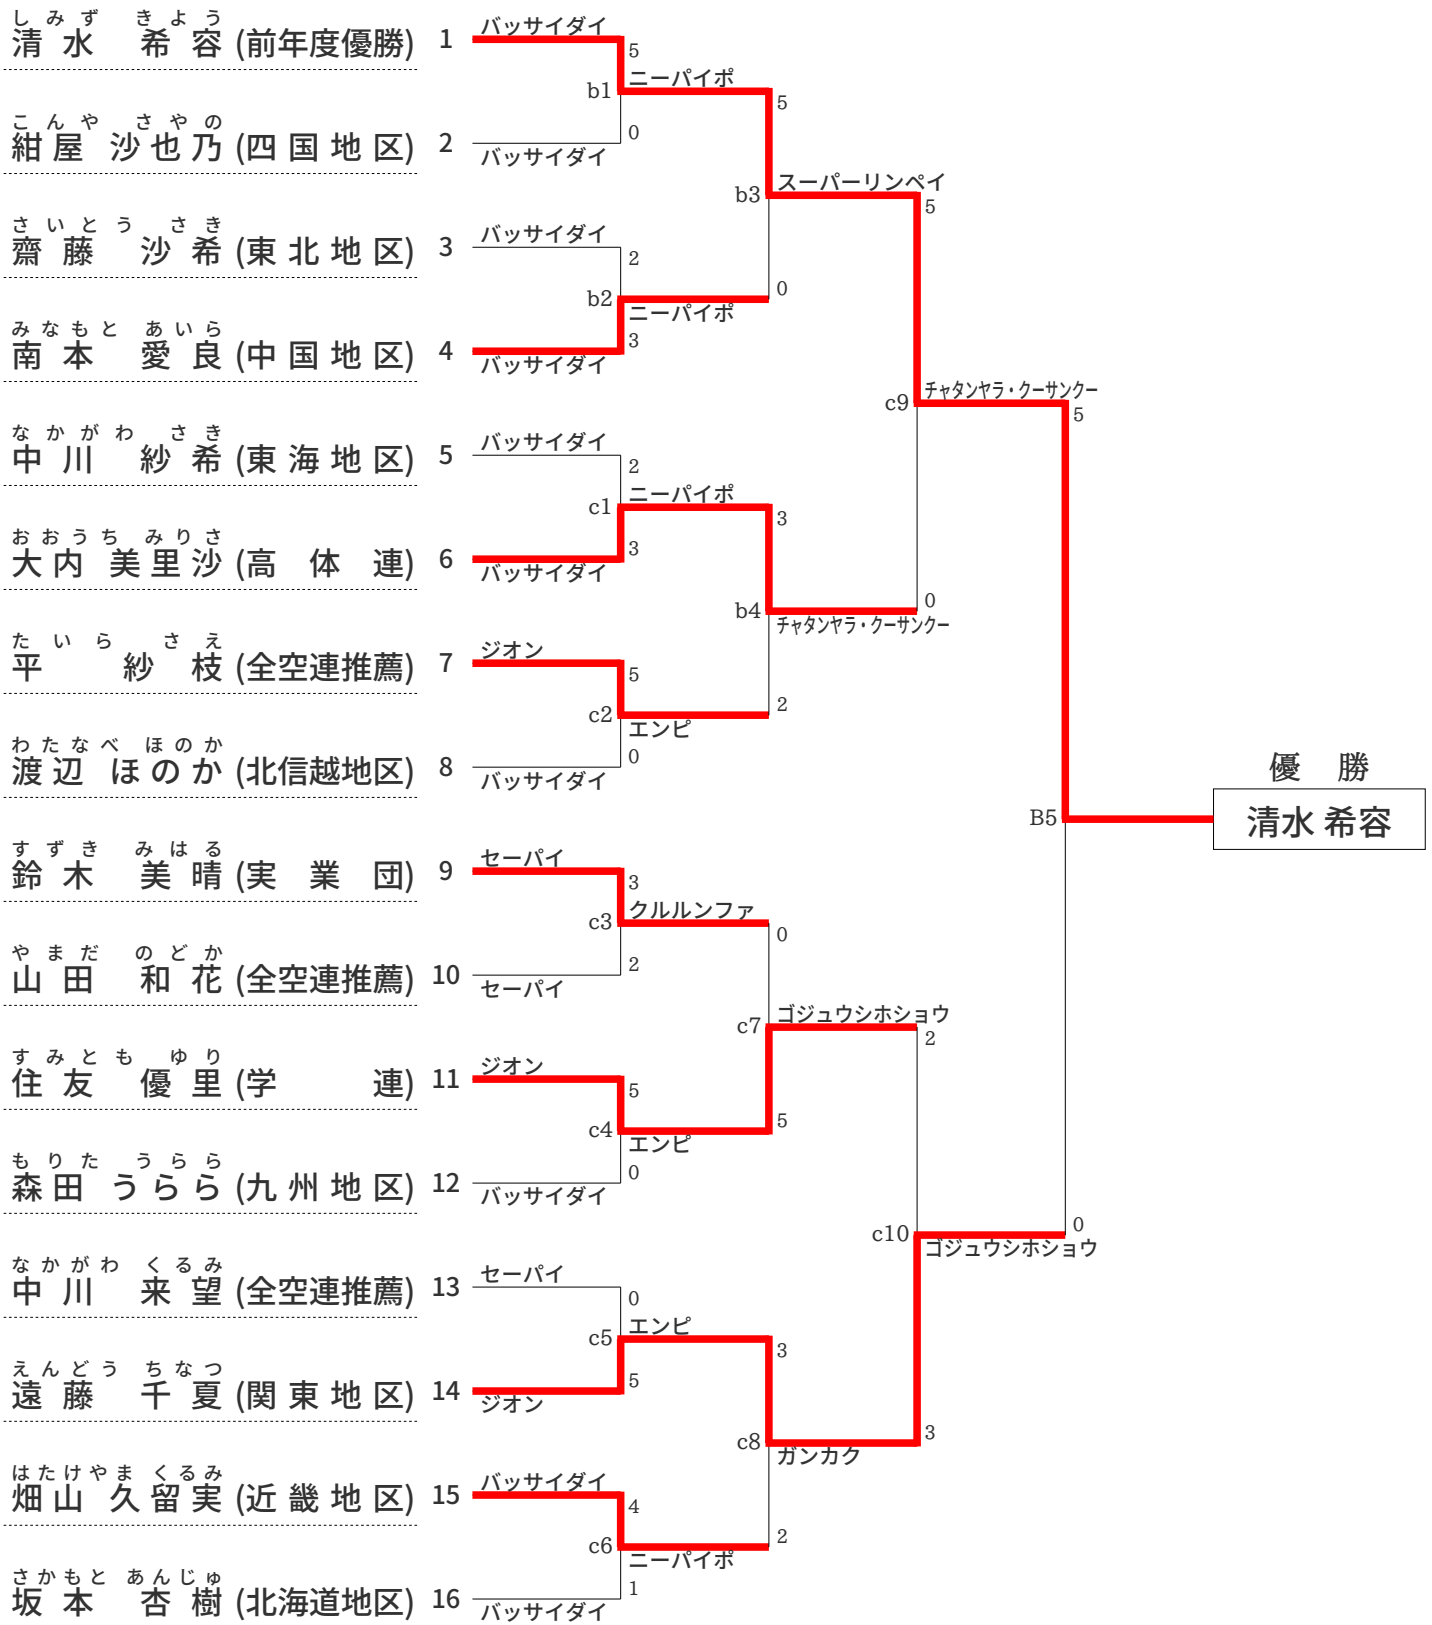 しみず きよう
清水 希容 (前年度優勝) 1
バッサイダイ
5
b1
ニーパイポ
5
こんや さやの
紺屋 沙也乃 (四国地区) 2
バッサイダイ
0
b3
スーパーリンペイ
5
さいとう さき
齋藤 沙希 (東北地区) 3
バッサイダイ
2
b2
ニーパイポ
0
みなもと あいら
南本 愛良 (中国地区) 4
バッサイダイ
3
c9
チャタンヤラ・クーサンクー
5
なかがわ さき
中川 紗希 (東海地区) 5
バッサイダイ
2
c1
ニーパイポ
3
おおうち みりさ
大内 美里沙 (高体連) 6
バッサイダイ
3
b4
チャタンヤラ・クーサンクー
0
たいら さえ
平 紗枝 (全空連推薦) 7
ジオン
5
c2
エンピ
2
わたなべ ほのか
渡辺 ほのか (北信越地区) 8
バッサイダイ
0
B5
優 勝
清水 希容
すずき みはる
鈴木 美晴 (実業団) 9
セーパイ
3
c3
クルルンファ
0
やまだ のどか
山田 和花 (全空連推薦) 10
セーパイ
2
c7
ゴジュウシホショウ
2
すみとも ゆり
住友 優里 (学連) 11
ジオン
5
c4
エンピ
5
もりた うらら
森田 うらら (九州地区) 12
バッサイダイ
0
c10
ゴジュウシホショウ
0
なかがわ くるみ
中川 来望 (全空連推薦) 13
セーパイ
0
c5
エンピ
3
えんどう ちなつ
遠藤 千夏 (関東地区) 14
ジオン
5
c8
ガンカク
3
はたけやま くるみ
畑山 久留実 (近畿地区) 15
バッサイダイ
4
c6
ニーパイポ
2
さかもと あんじゅ
坂本 杏樹 (北海道地区) 16
バッサイダイ
1